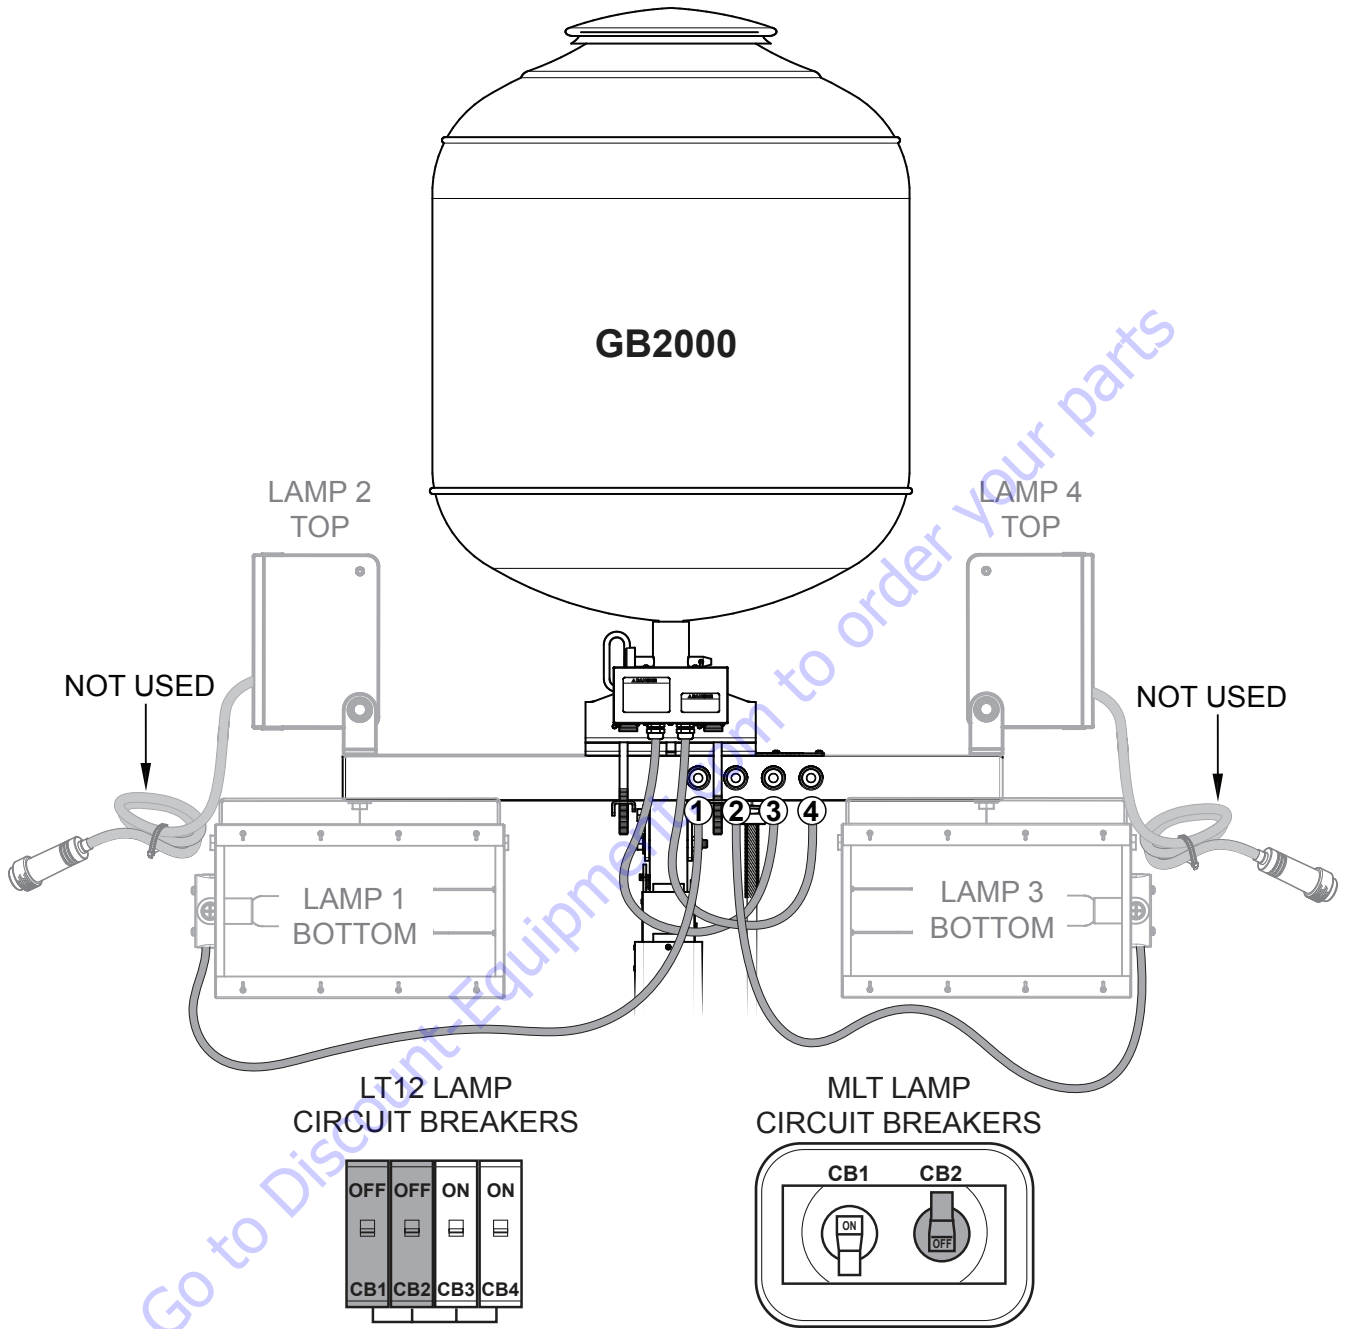 GB2000
LAMP 2
TOP
LAMP 4
TOP
NOT USED
NOT USED
⚠DANGER
⚠DANGER
1 2 3 4
LAMP 1
BOTTOM
LAMP 3
BOTTOM
LT12 LAMP
CIRCUIT BREAKERS
OFF OFF ON ON
CB1 CB2 CB3 CB4
MLT LAMP
CIRCUIT BREAKERS
CB1 CB2
ON OFF
Go to Discount-Equipment.com to order your parts